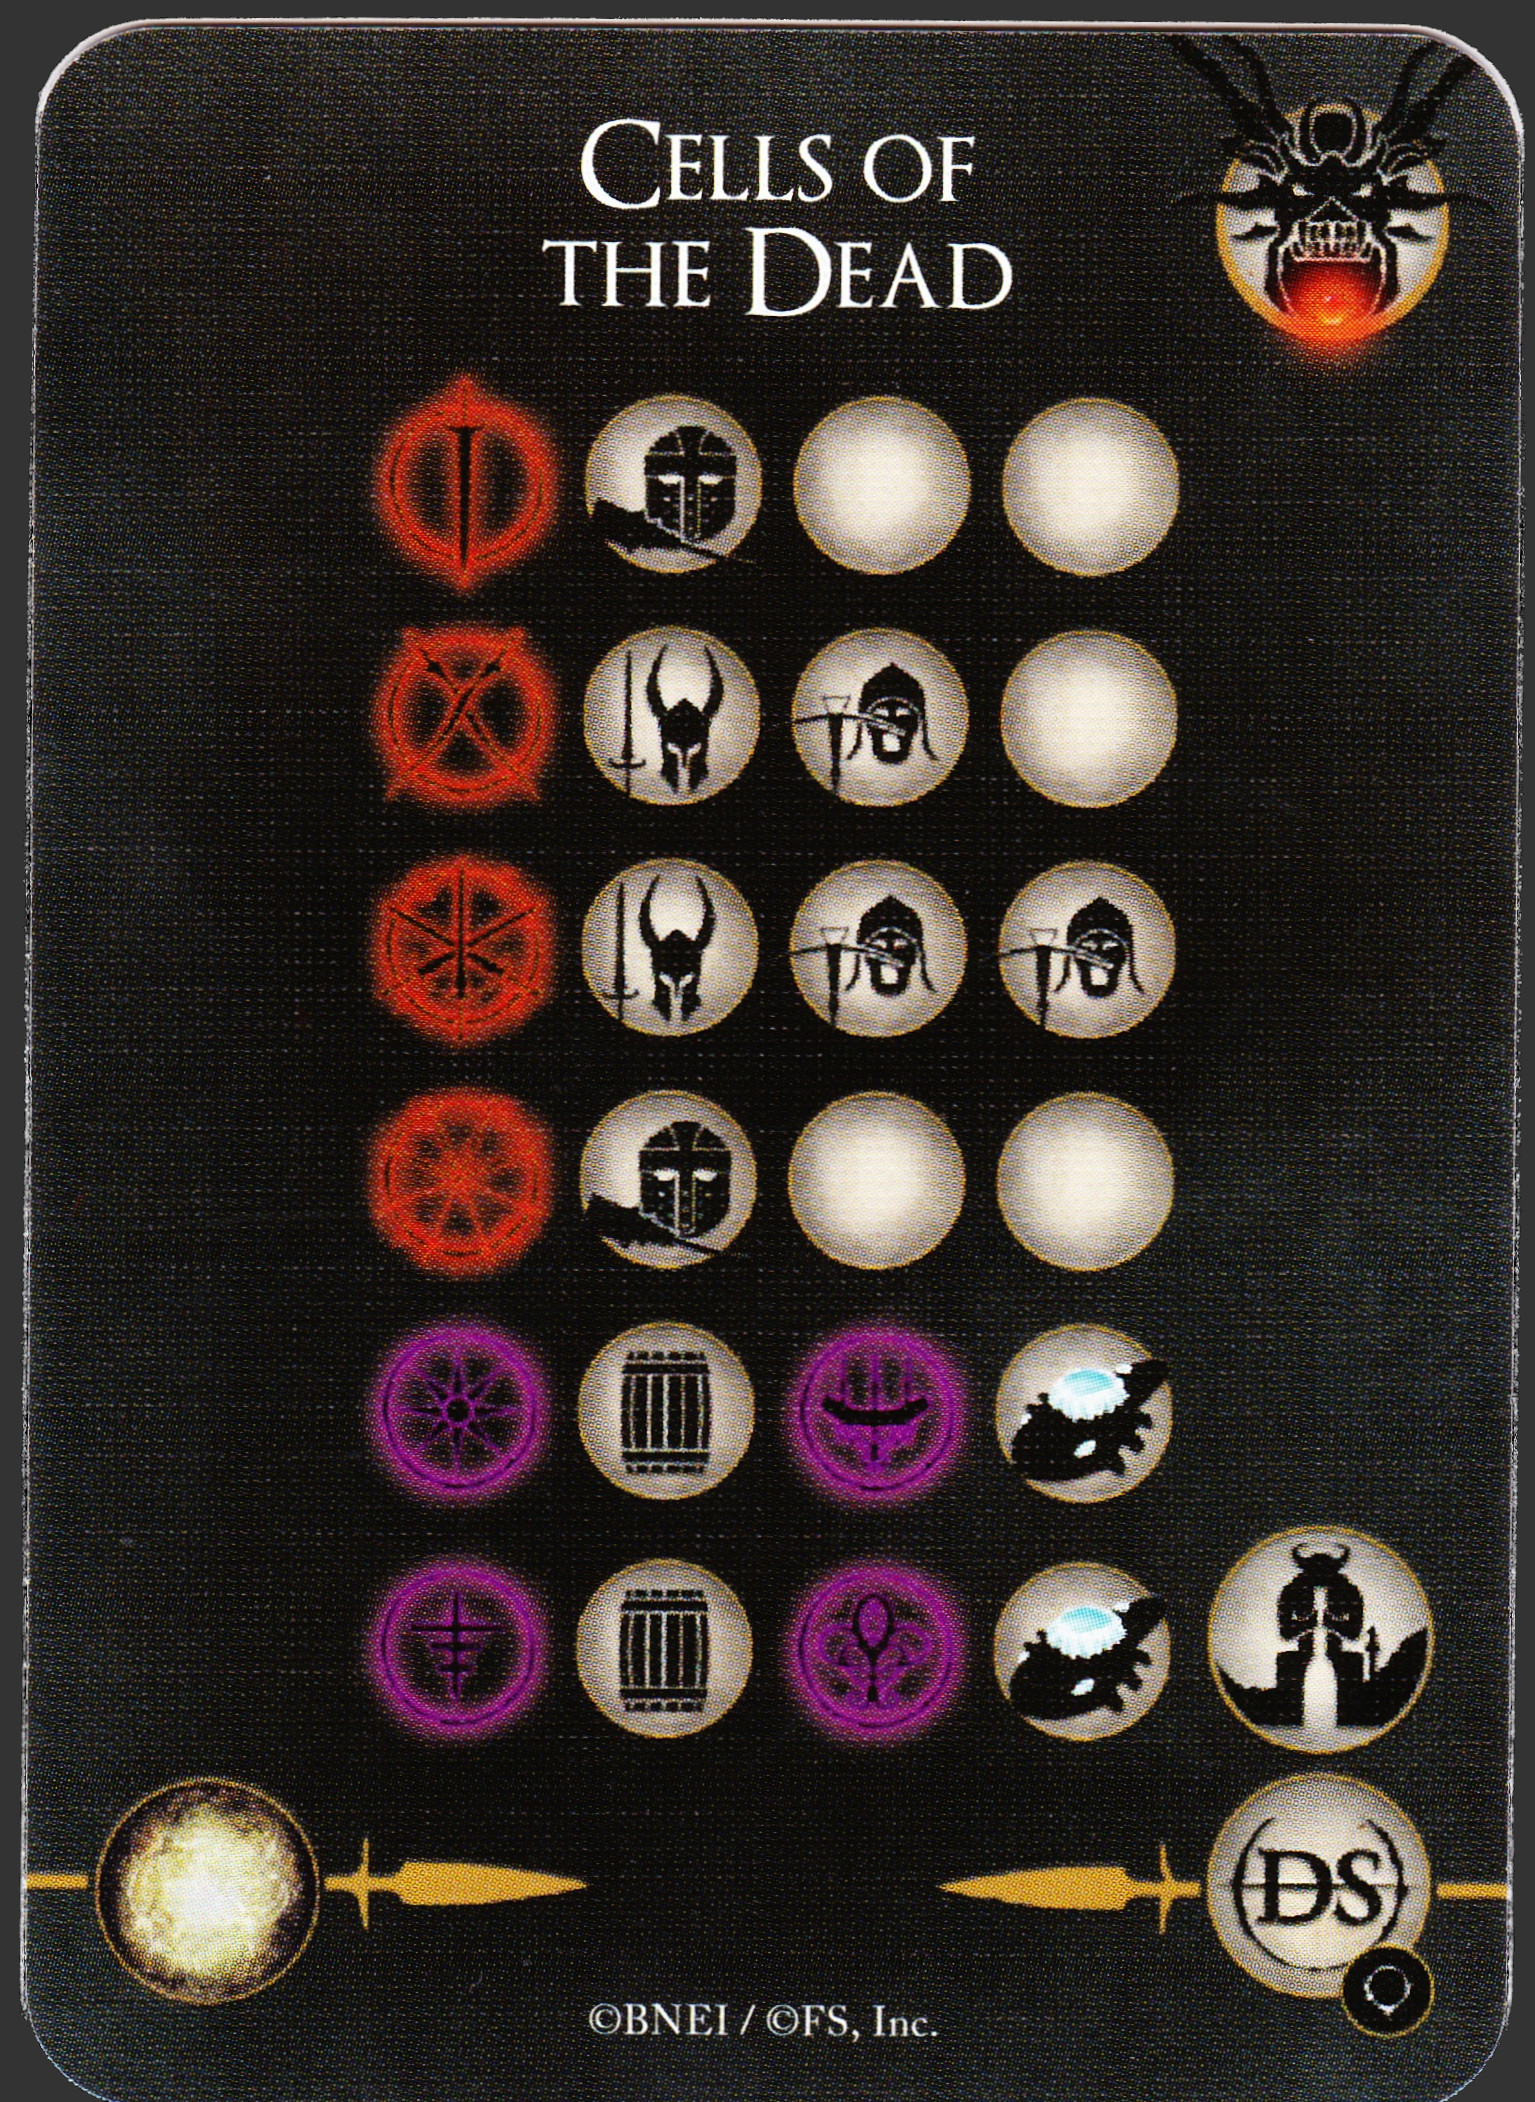 CELLS OF
THE DEAD
DS
©BNEI / ©FS, Inc.